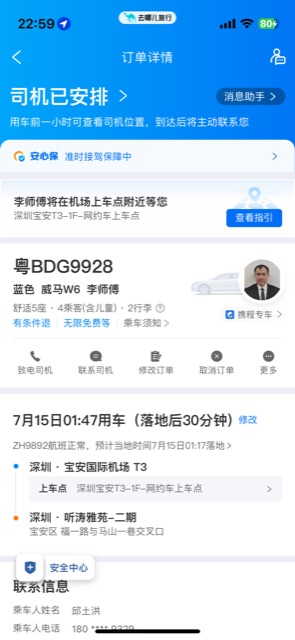 22:59
去哪儿旅行
80
订单详情
司机已安排
消息助手
用车前一小时可查看司机位置，到达后将主动联系您
安心保 准时接驾保障中
李师傅将在机场上车点附近等您
深圳宝安T3-1F-网约车上车点
查看指引
粤BDG9928
蓝色 威马W6 李师傅
舒适5座·4乘客(含儿童)·2行李
携程专车
有条件退 无限免费等 乘车须知
致电司机
联系司机
修改订单
取消订单
更多
7月15日01:47用车（落地后30分钟） 修改
ZH9892航班正常，预计当地时间7月15日01:17落地
深圳·宝安国际机场 T3
上车点 深圳宝安T3-1F-网约车上车点
深圳·听涛雅苑-二期
宝安区 福一路与马山一巷交叉口
安全中心
联系信息
乘车人姓名 邱土洪
乘车人电话 180 **** 9329